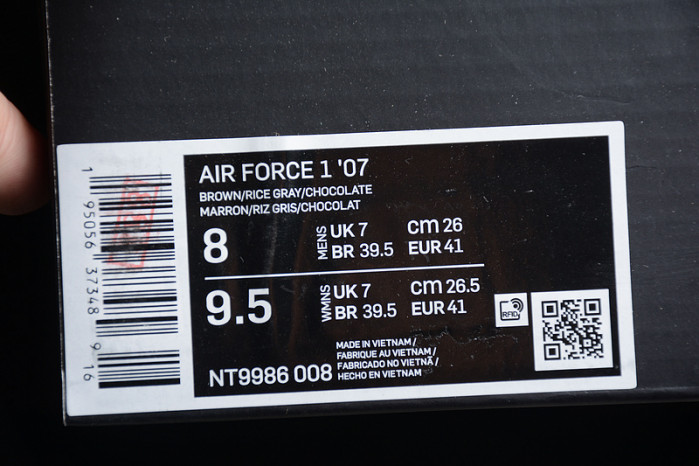 AIR FORCE 1 '07
BROWN/RICE GRAY/CHOCOLATE
MARRON/RIZ GRIS/CHOCOLAT
8
MENS
UK 7 cm 26
BR 39.5 EUR 41
9.5
WMNS
UK 7 cm 26.5
BR 39.5 EUR 41
RFID
MADE IN VIETNAM /
FABRIQUE AU VIETNAM /
FABRICADO NO VIETNÃ /
HECHO EN VIETNAM
NT9986 008
1 95056 37348 9 16